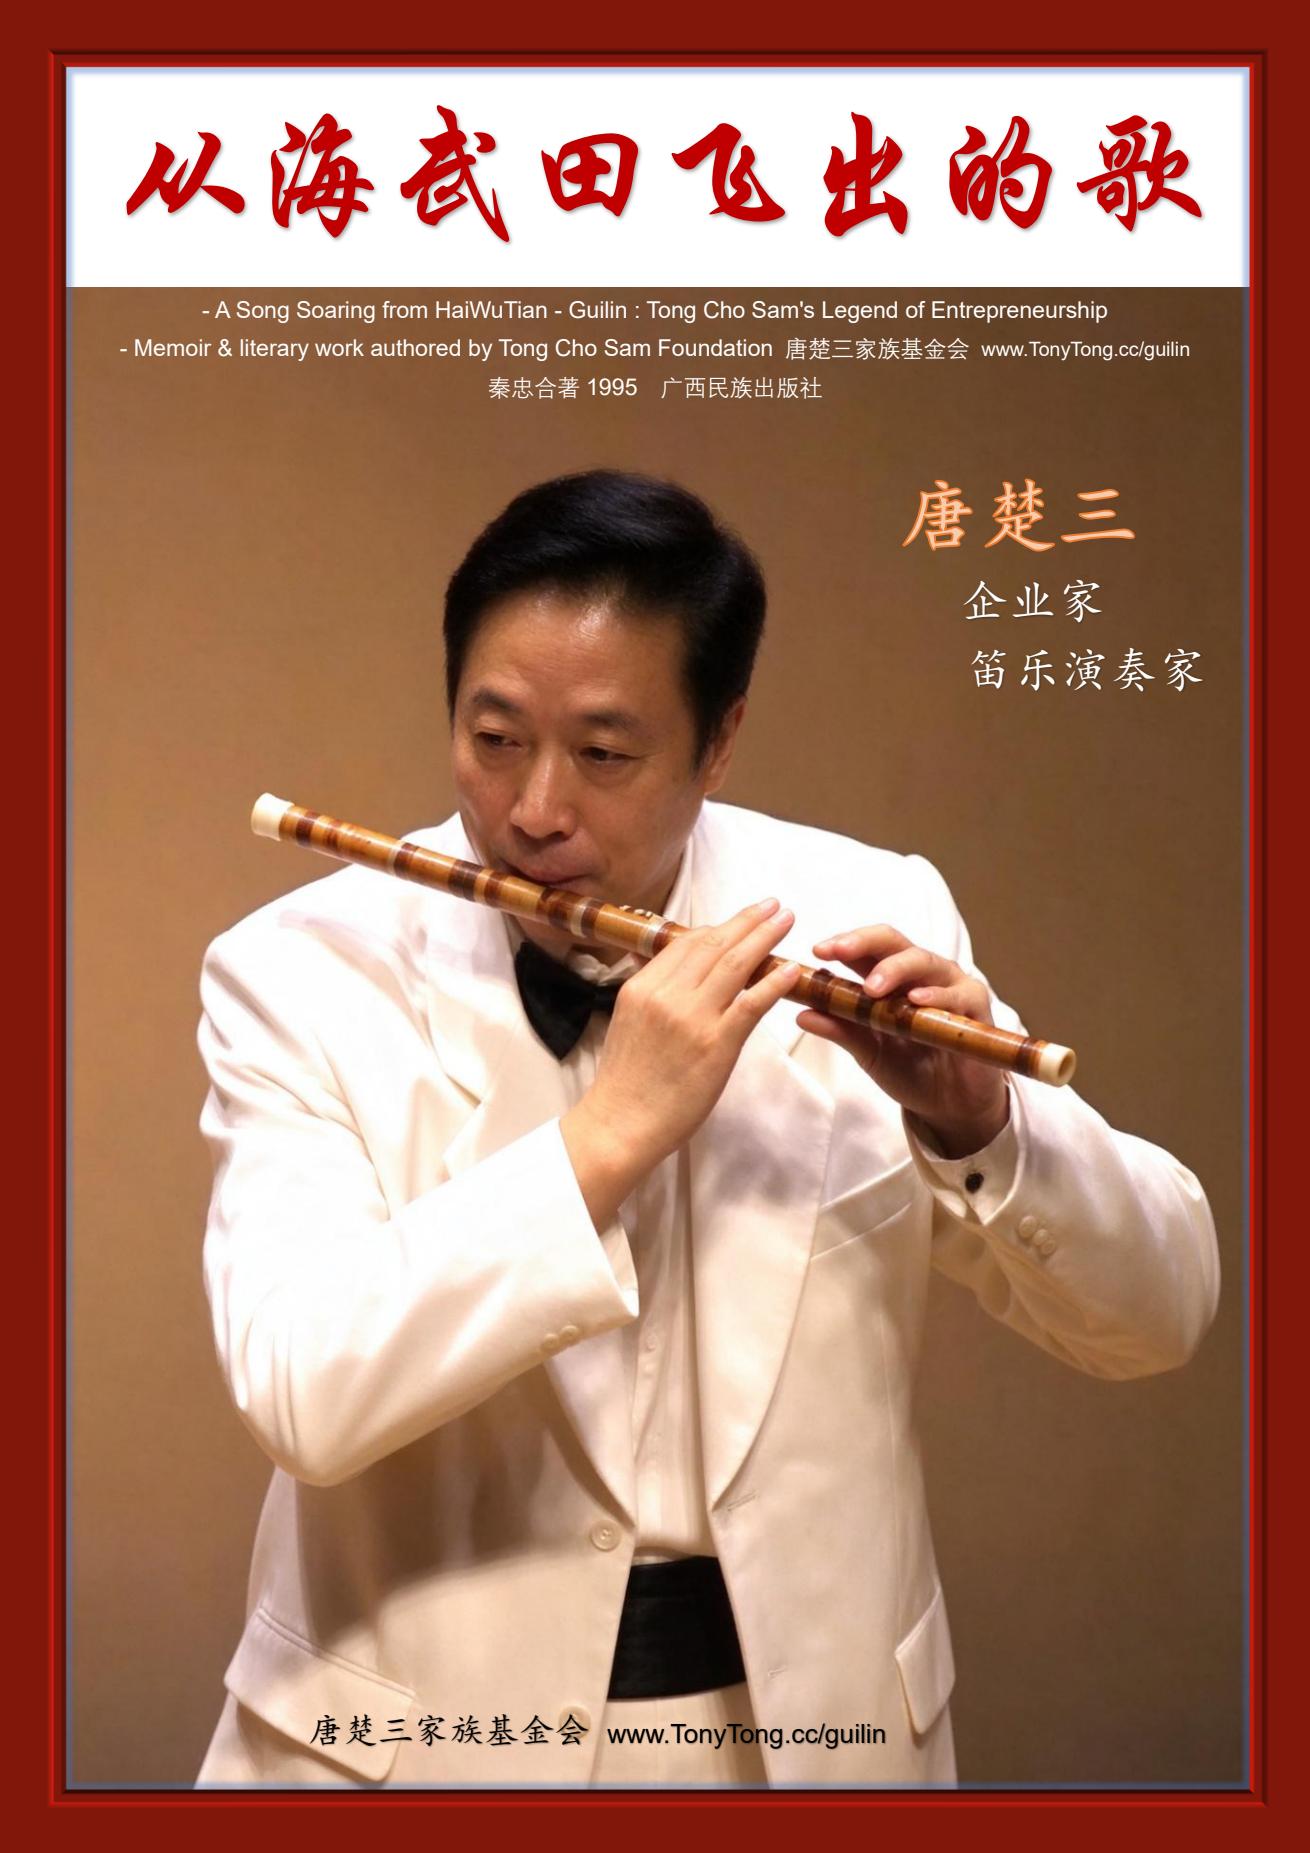 从海武田飞出的歌
- A Song Soaring from HaiWuTian - Guilin : Tong Cho Sam's Legend of Entrepreneurship
- Memoir & literary work authored by Tong Cho Sam Foundation 唐楚三家族基金会 www.TonyTong.cc/guilin
秦忠合著 1995 广西民族出版社
唐楚三
企业家
笛乐演奏家
唐楚三家族基金会 www.TonyTong.cc/guilin